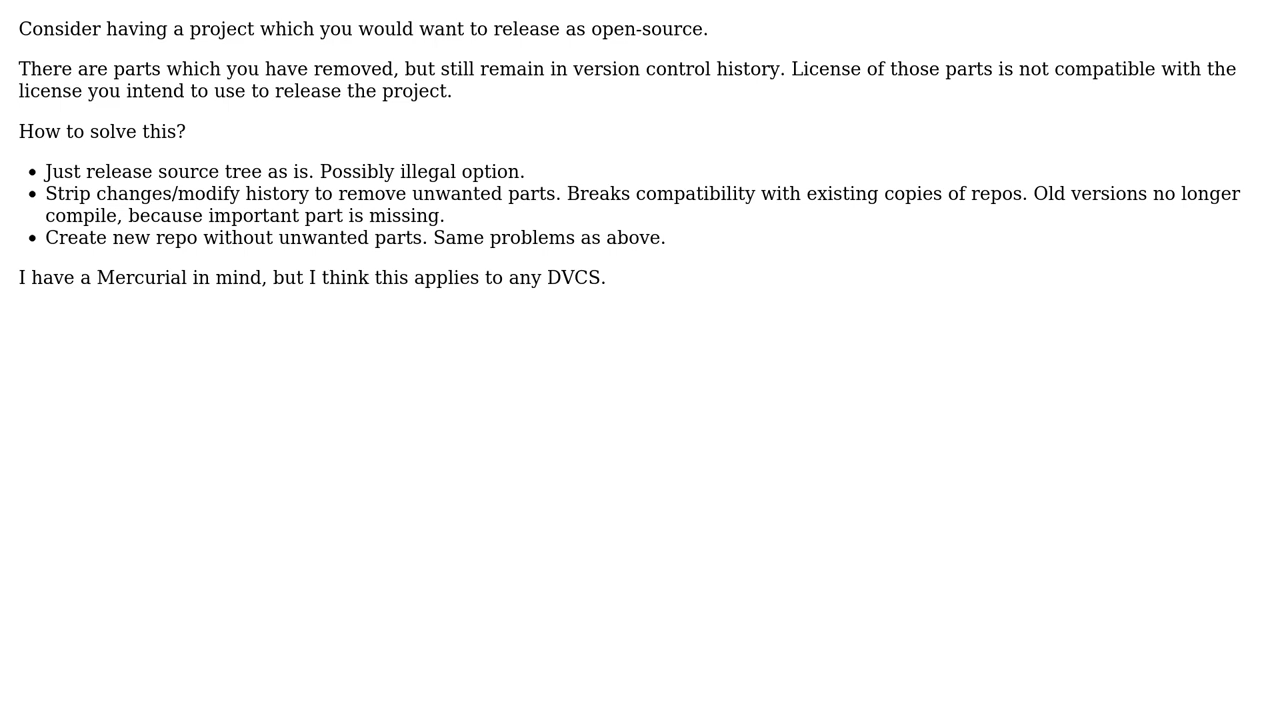 Consider having a project which you would want to release as open-source.
There are parts which you have removed, but still remain in version control history. License of those parts is not compatible with the
license you intend to use to release the project.
How to solve this?
• Just release source tree as is. Possibly illegal option.
• Strip changes/modify history to remove unwanted parts. Breaks compatibility with existing copies of repos. Old versions no longer
compile, because important part is missing.
• Create new repo without unwanted parts. Same problems as above.
I have a Mercurial in mind, but I think this applies to any DVCS.